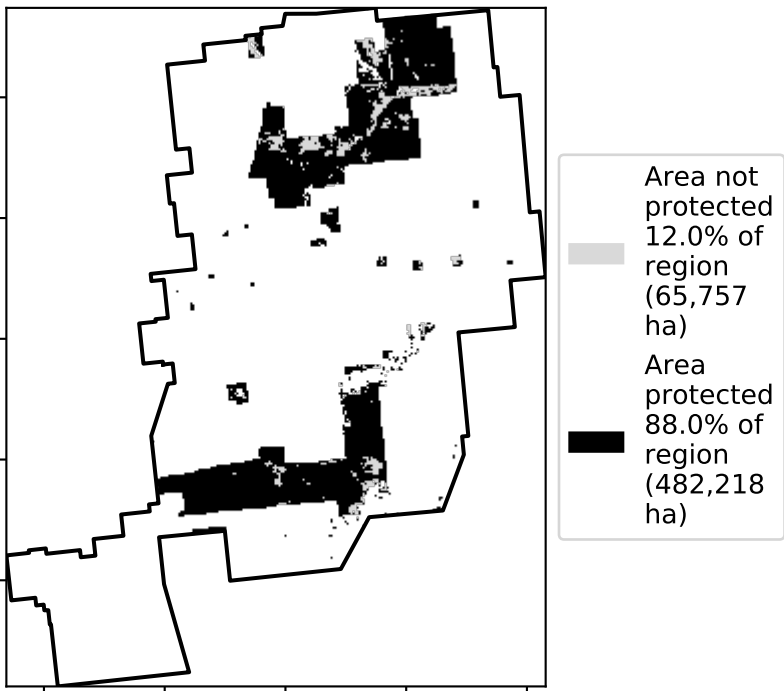 Area not
protected
12.0% of
region
(65,757
ha)
Area
protected
88.0% of
region
(482,218
ha)